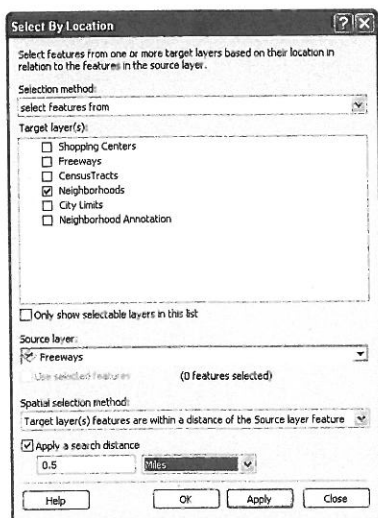 Select By Location
Select features from one or more target layers based on their location in
relation to the features in the source layer.
Selection method:
select features from
Target layer(s):
Shopping Centers
Freeways
CensusTracts
Neighborhoods
City Limits
Neighborhood Annotation
Only show selectable layers in this list
Source layer:
Freeways
Use selected features (0 features selected)
Spatial selection method:
Target layer(s) features are within a distance of the Source layer feature
Apply a search distance
0.5 Miles
Help OK Apply Close